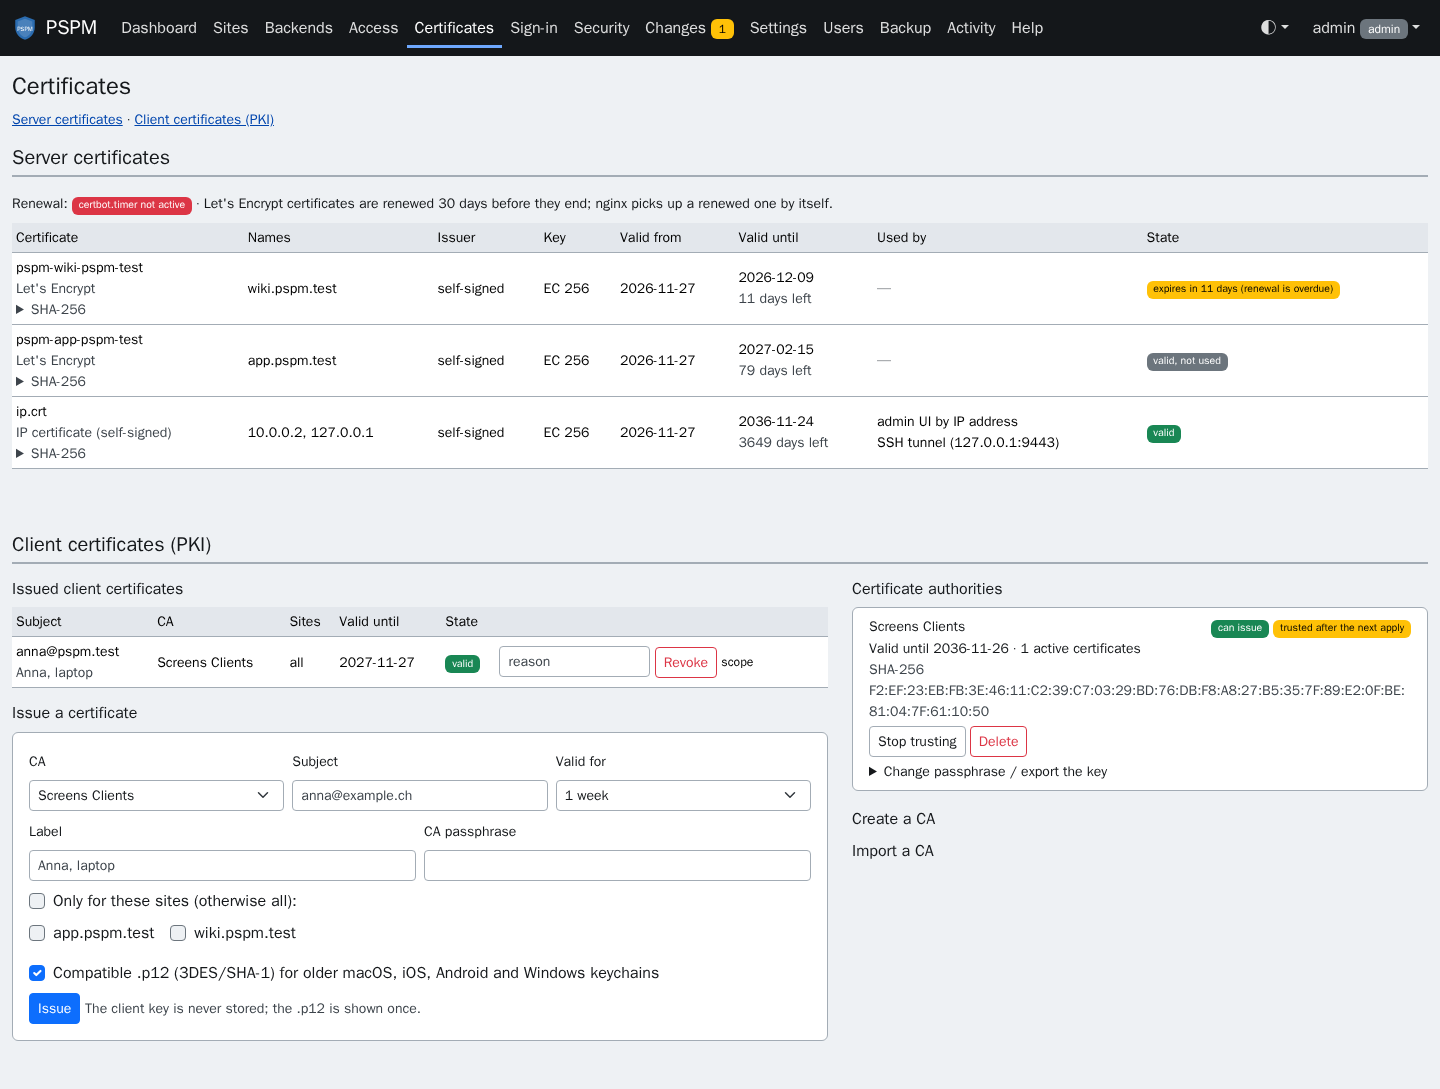 PSPM PSPM Dashboard Sites Backends Access Certificates Sign-in Security Changes 1 Settings Users Backup Activity Help admin admin
Certificates
Server certificates · Client certificates (PKI)
Server certificates
Renewal: certbot.timer not active · Let's Encrypt certificates are renewed 30 days before they end; nginx picks up a renewed one by itself.
Certificate Names Issuer Key Valid from Valid until Used by State
pspm-wiki-pspm-test
Let's Encrypt
SHA-256
wiki.pspm.test self-signed EC 256 2026-11-27
2026-12-09
11 days left
—
expires in 11 days (renewal is overdue)
pspm-app-pspm-test
Let's Encrypt
SHA-256
app.pspm.test self-signed EC 256 2026-11-27
2027-02-15
79 days left
—
valid, not used
ip.crt
IP certificate (self-signed)
SHA-256
10.0.0.2, 127.0.0.1 self-signed EC 256 2026-11-27
2036-11-24
3649 days left
admin UI by IP address
SSH tunnel (127.0.0.1:9443)
valid
Client certificates (PKI)
Issued client certificates
Subject CA Sites Valid until State
anna@pspm.test
Anna, laptop
Screens Clients all 2027-11-27 valid reason Revoke scope
Issue a certificate
CA Subject Valid for
Screens Clients anna@example.ch 1 week
Label CA passphrase
Anna, laptop
Only for these sites (otherwise all):
app.pspm.test wiki.pspm.test
Compatible .p12 (3DES/SHA-1) for older macOS, iOS, Android and Windows keychains
Issue The client key is never stored; the .p12 is shown once.
Certificate authorities
Screens Clients can issue trusted after the next apply
Valid until 2036-11-26 · 1 active certificates
SHA-256
F2:EF:23:EB:FB:3E:46:11:C2:39:C7:03:29:BD:76:DB:F8:A8:27:B5:35:7F:89:E2:0F:BE:
81:04:7F:61:10:50
Stop trusting Delete
Change passphrase / export the key
Create a CA
Import a CA